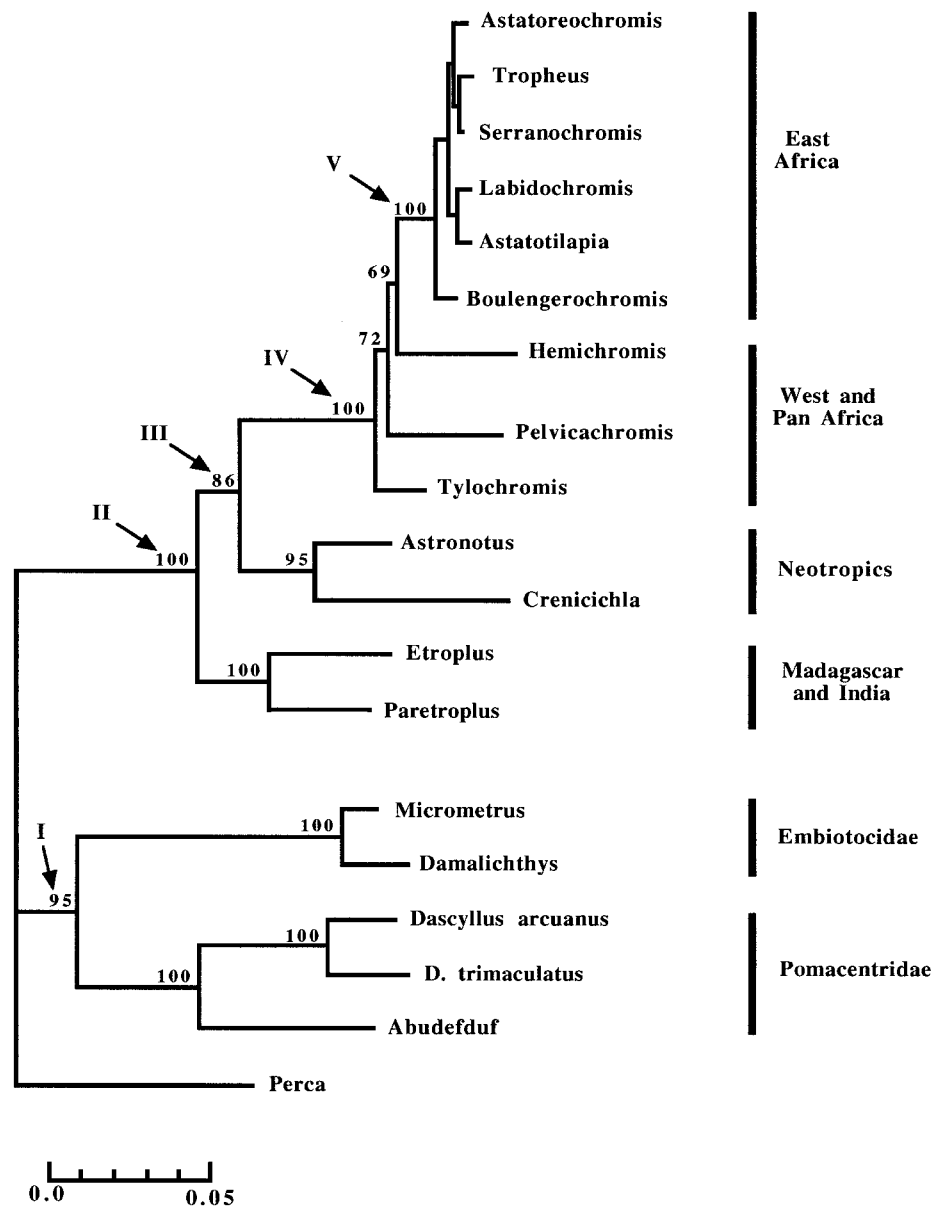 Astatoreochromis
Tropheus
Serranochromis
East
Africa
V
Labidochromis
100
Astatotilapia
69
Boulengerochromis
72
Hemichromis
IV
West and
Pan Africa
100
Pelvicachromis
III
86
Tylochromis
II
100
Astronotus
95
Neotropics
Crenicichla
Etroplus
100
Madagascar
and India
Paretroplus
Micrometrus
100
Embiotocidae
I
Damalichthys
95
Dascyllus arcuanus
100
Pomacentridae
D. trimaculatus
100
Abudefduf
Perca
0.0
0.05